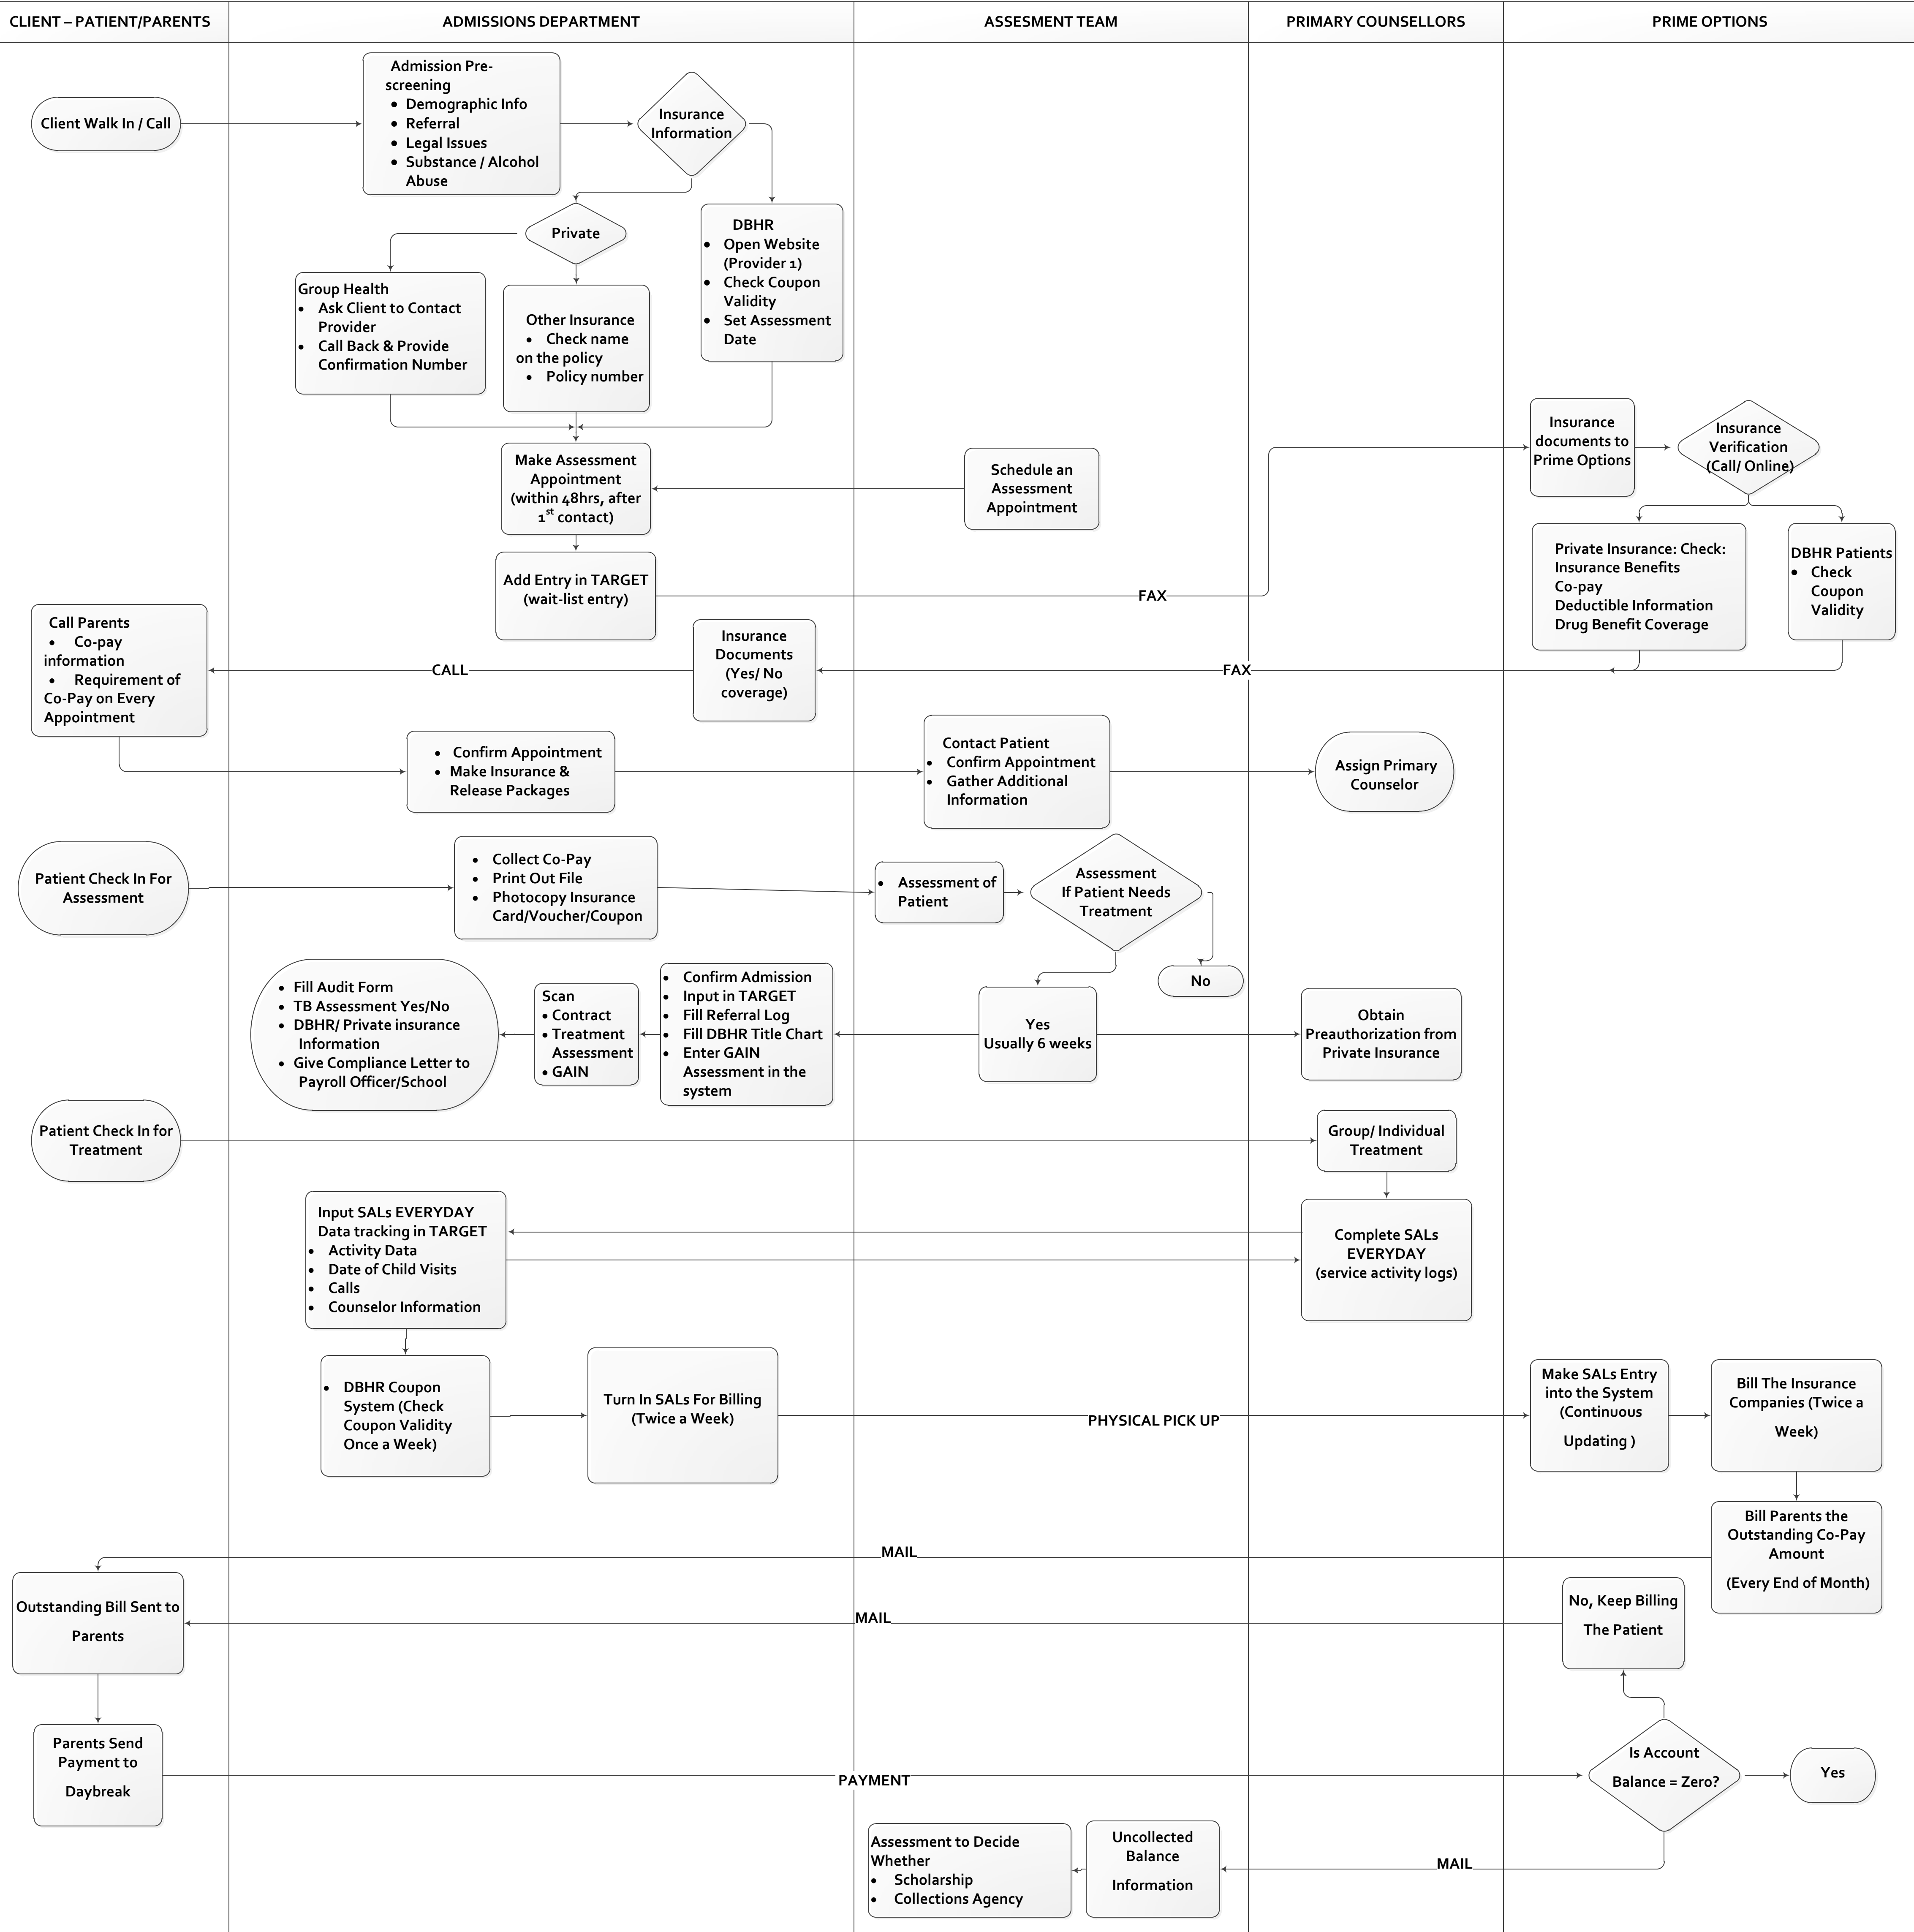 CLIENT – PATIENT/PARENTS
ADMISSIONS DEPARTMENT
ASSESMENT TEAM
PRIMARY COUNSELLORS
PRIME OPTIONS
Client Walk In / Call
Admission Pre-
screening
• Demographic Info
• Referral
• Legal Issues
• Substance / Alcohol
Abuse
Insurance
Information
Private
DBHR
• Open Website
(Provider 1)
• Check Coupon
Validity
• Set Assessment
Date
Group Health
• Ask Client to Contact
Provider
• Call Back & Provide
Confirmation Number
Other Insurance
• Check name
on the policy
• Policy number
Make Assessment
Appointment
(within 48hrs, after
1st contact)
Schedule an
Assessment
Appointment
Insurance
documents to
Prime Options
Insurance
Verification
(Call/ Online)
Add Entry in TARGET
(wait-list entry)
FAX
Private Insurance: Check:
Insurance Benefits
Co-pay
Deductible Information
Drug Benefit Coverage
DBHR Patients
• Check
Coupon
Validity
Call Parents
• Co-pay
information
• Requirement of
Co-Pay on Every
Appointment
CALL
Insurance
Documents
(Yes/ No
coverage)
FAX
• Confirm Appointment
• Make Insurance &
Release Packages
Contact Patient
• Confirm Appointment
• Gather Additional
Information
Assign Primary
Counselor
Patient Check In For
Assessment
• Collect Co-Pay
• Print Out File
• Photocopy Insurance
Card/Voucher/Coupon
• Assessment of
Patient
Assessment
If Patient Needs
Treatment
No
• Fill Audit Form
• TB Assessment Yes/No
• DBHR/ Private insurance
Information
• Give Compliance Letter to
Payroll Officer/School
Scan
• Contract
• Treatment
Assessment
• GAIN
• Confirm Admission
• Input in TARGET
• Fill Referral Log
• Fill DBHR Title Chart
• Enter GAIN
Assessment in the
system
Yes
Usually 6 weeks
Obtain
Preauthorization from
Private Insurance
Patient Check In for
Treatment
Group/ Individual
Treatment
Input SALs EVERYDAY
Data tracking in TARGET
• Activity Data
• Date of Child Visits
• Calls
• Counselor Information
Complete SALs
EVERYDAY
(service activity logs)
• DBHR Coupon
System (Check
Coupon Validity
Once a Week)
Turn In SALs For Billing
(Twice a Week)
PHYSICAL PICK UP
Make SALs Entry
into the System
(Continuous
Updating )
Bill The Insurance
Companies (Twice a
Week)
Bill Parents the
Outstanding Co-Pay
Amount
(Every End of Month)
MAIL
Outstanding Bill Sent to
Parents
MAIL
No, Keep Billing
The Patient
Parents Send
Payment to
Daybreak
PAYMENT
Is Account
Balance = Zero?
Yes
Assessment to Decide
Whether
• Scholarship
• Collections Agency
Uncollected
Balance
Information
MAIL